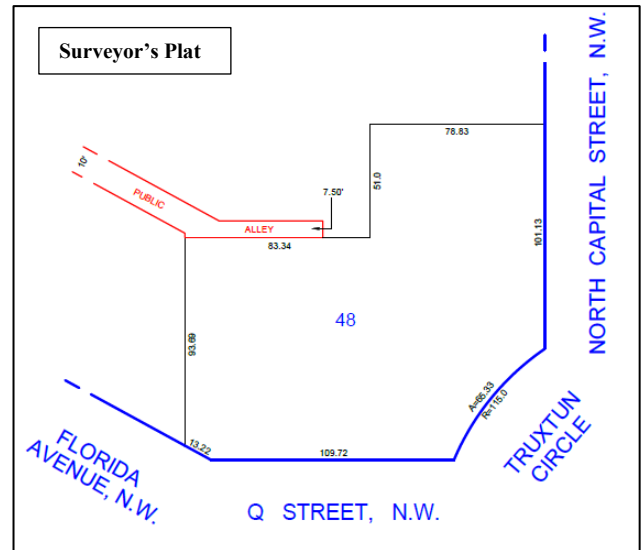 Surveyor's Plat
NORTH CAPITAL STREET, N.W.
78.83
51.0
10'
PUBLIC
7.50'
ALLEY
83.34
101.13
48
93.69
A=66.33
R=115.0
TRUXTUN
CIRCLE
13.22
109.72
FLORIDA
AVENUE, N.W.
Q STREET, N.W.